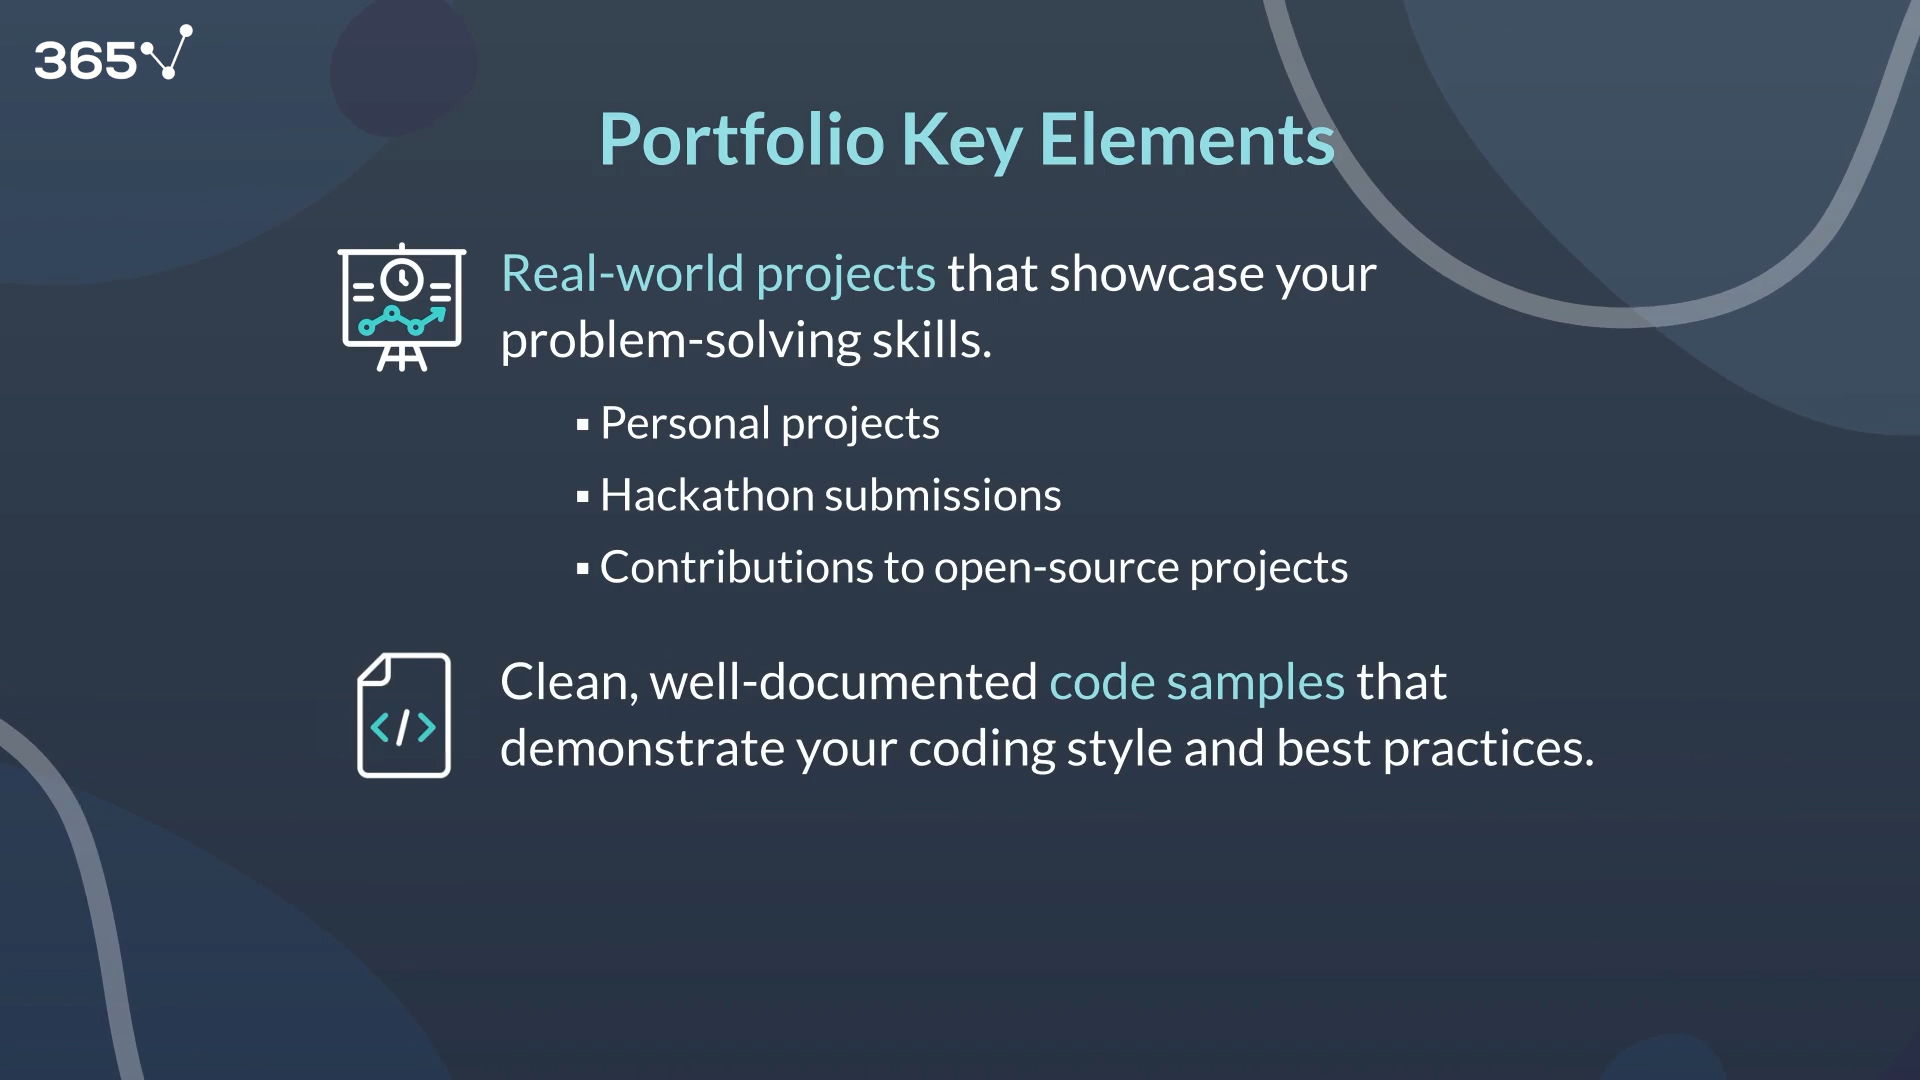 365
Portfolio Key Elements
Real-world projects that showcase your
problem-solving skills.
▪ Personal projects
▪ Hackathon submissions
▪ Contributions to open-source projects
</>
Clean, well-documented code samples that
demonstrate your coding style and best practices.